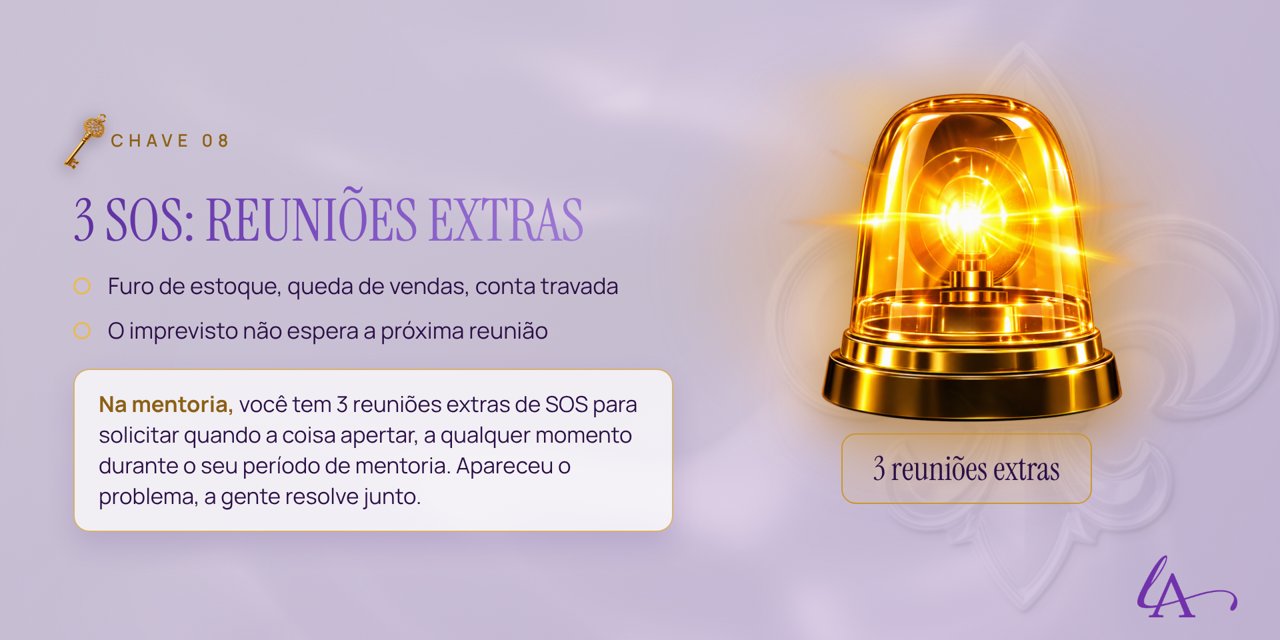 CHAVE 08
3 SOS: REUNIÕES EXTRAS
Furo de estoque, queda de vendas, conta travada
O imprevisto não espera a próxima reunião
Na mentoria, você tem 3 reuniões extras de SOS para
solicitar quando a coisa apertar, a qualquer momento
durante o seu período de mentoria. Apareceu o
problema, a gente resolve junto.
3 reuniões extras
LA